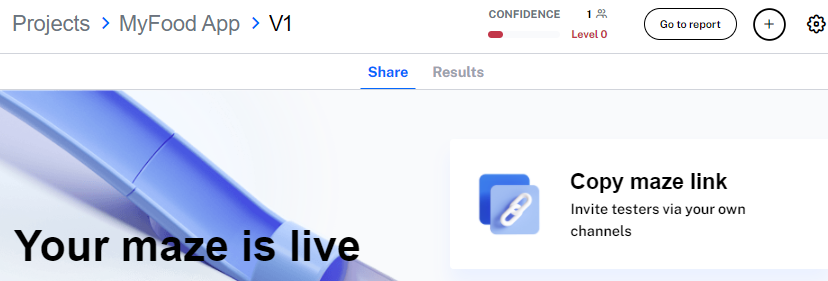 Projects > MyFood App > V1
CONFIDENCE 1
Level 0
Go to report
+
Share Results
Your maze is live
Copy maze link
Invite testers via your own
channels